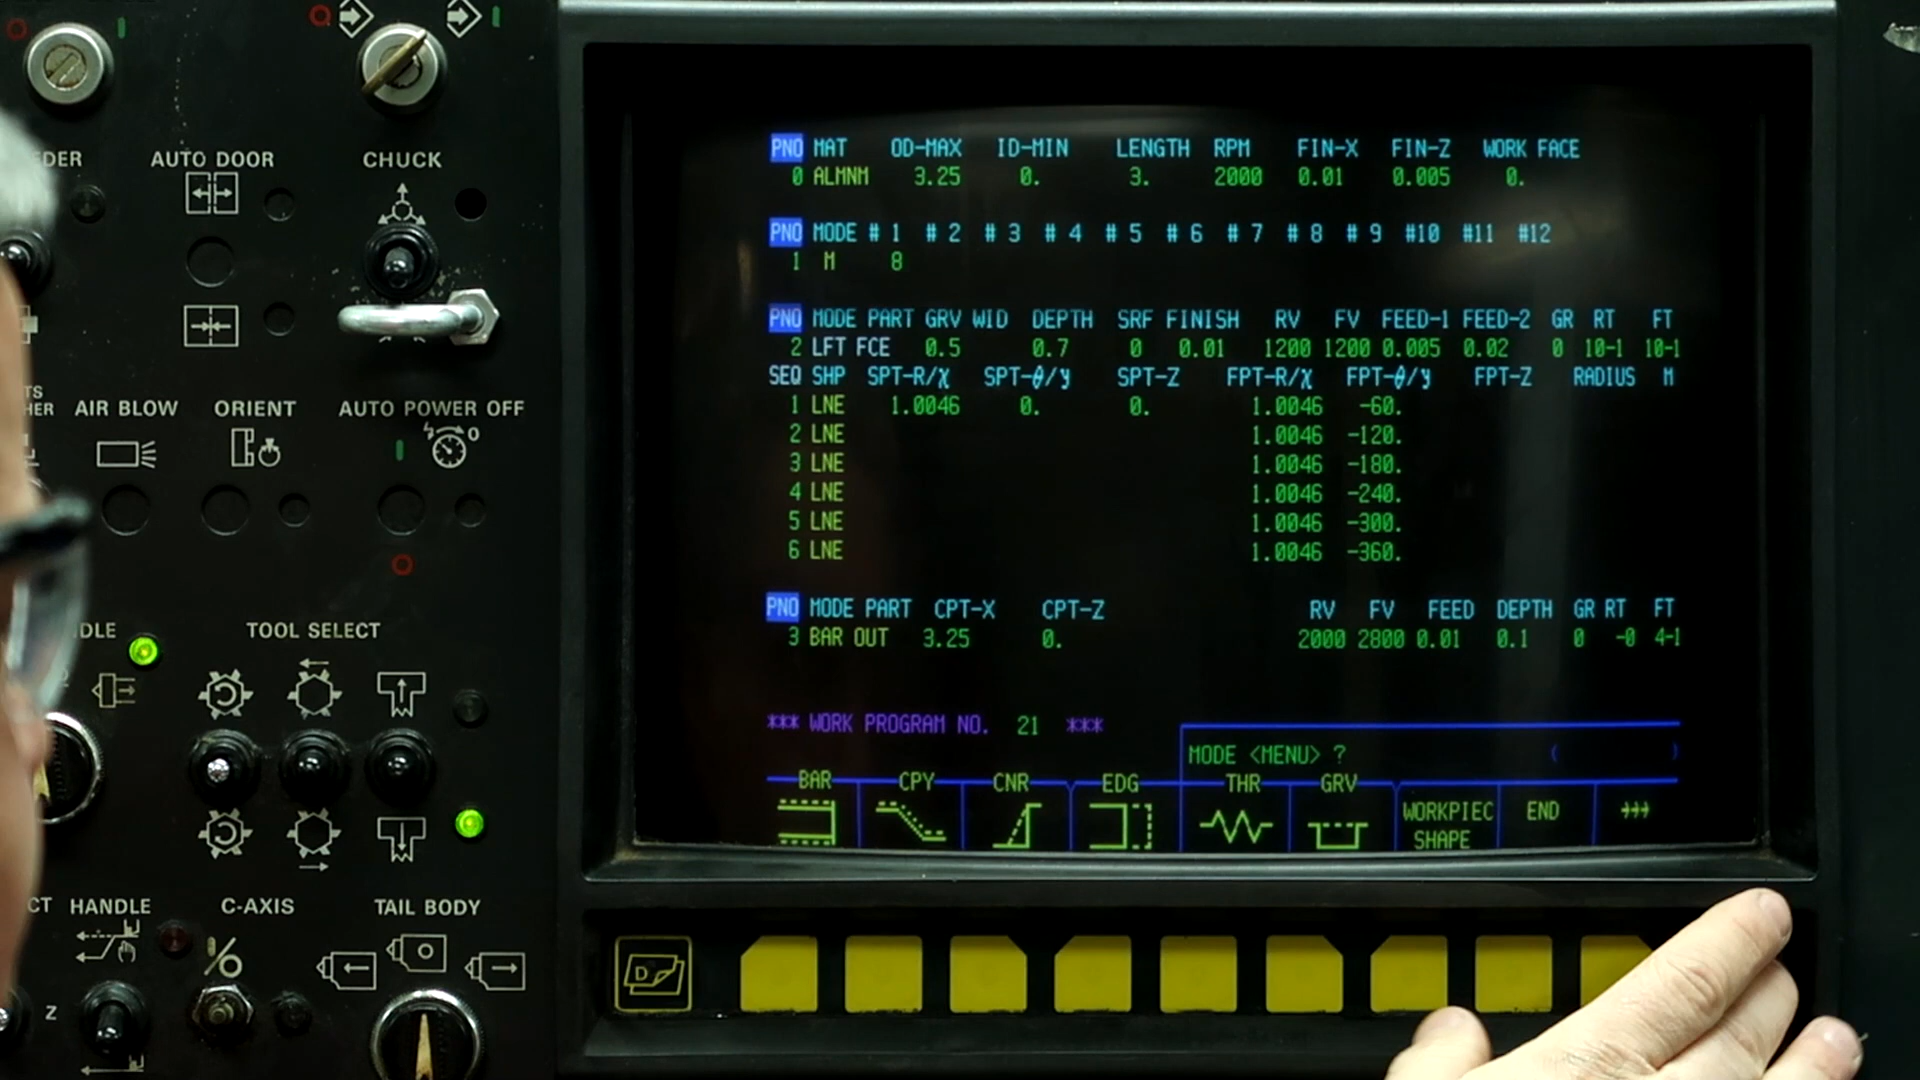 PNO MAT OD-MAX ID-MIN LENGTH RPM FIN-X FIN-Z WORK FACE
0 ALMNM 3.25 0. 3. 2000 0.01 0.005 0.
PNO MODE # 1 # 2 # 3 # 4 # 5 # 6 # 7 # 8 # 9 #10 #11 #12
1 M 8
PNO MODE PART GRV WID DEPTH SRF FINISH RV FV FEED-1 FEED-2 GR RT FT
2 LFT FCE 0.5 0.7 0 0.01 1200 1200 0.005 0.02 0 10-1 10-1
SEQ SHP SPT-R/χ SPT-θ/y SPT-Z FPT-R/χ FPT-θ/y FPT-Z RADIUS M
1 LNE 1.0046 0. 0. 1.0046 -60.
2 LNE 1.0046 -120.
3 LNE 1.0046 -180.
4 LNE 1.0046 -240.
5 LNE 1.0046 -300.
6 LNE 1.0046 -360.
PNO MODE PART CPT-X CPT-Z RV FV FEED DEPTH GR RT FT
3 BAR OUT 3.25 0. 2000 2800 0.01 0.1 0 -0 4-1
*** WORK PROGRAM NO. 21 ***
MODE <MENU> ? ( )
BAR CPY CNR EDG THR GRV WORKPIEC SHAPE END
D
AUTO DOOR CHUCK
AIR BLOW ORIENT AUTO POWER OFF
TOOL SELECT
HANDLE C-AXIS TAIL BODY
Z